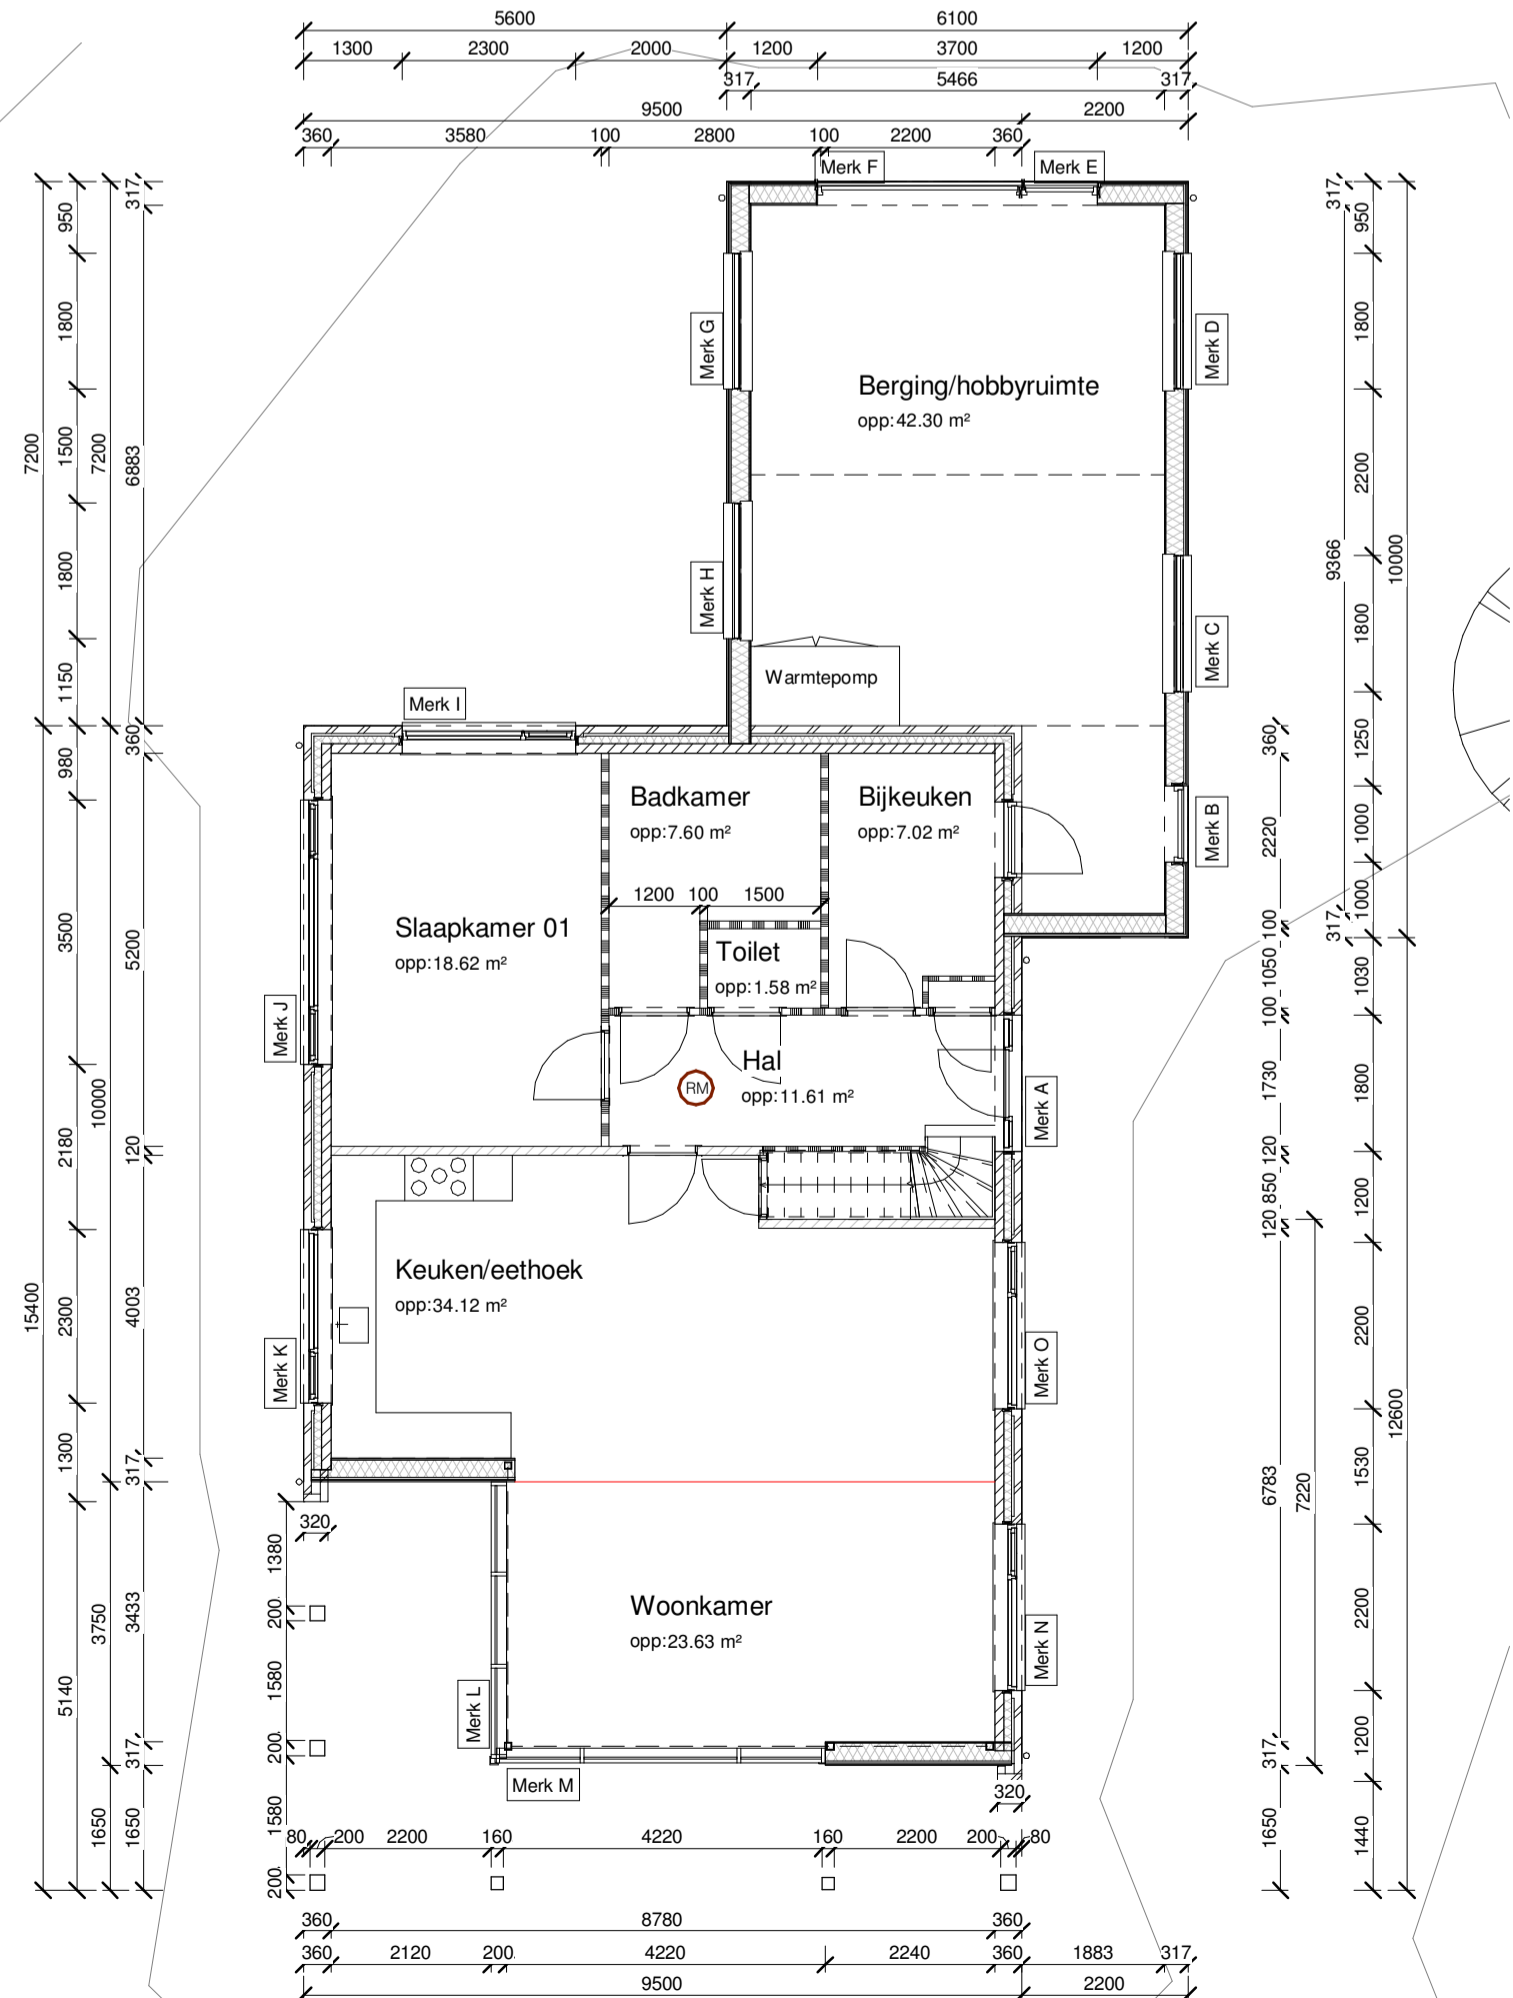 5600 6100
1300 2300 2000 1200 3700 1200
317 5466 317
9500 2200
360 3580 100 2800 100 2200 360
Merk F Merk E
317 950 1800 1500 1800 1150 980 3500 2180 2300 1300 5140
7200 15400
7200 10000 3750 1650
6883 360 5200 120 4003 317 3433 317 1650
317 950 1800 2200 1800 1250 1000 1000 1030 1800 1200 2200 1530 2200 1200 1440
9366 317
10000 12600
360 2220 100 1050 100 1730 120 850 120 6783 317 1650
7220
Merk G
Merk D
Berging/hobbyruimte
opp:42.30 m²
Merk H
Merk C
Warmtepomp
Merk I
Badkamer
opp:7.60 m²
Bijkeuken
opp:7.02 m²
Merk B
1200 100 1500
Slaapkamer 01
opp:18.62 m²
Toilet
opp:1.58 m²
Merk J
Hal
RM
opp:11.61 m²
Merk A
Keuken/eethoek
opp:34.12 m²
Merk K
Merk O
320
1380 200 1580 200 1580 200
Woonkamer
opp:23.63 m²
Merk N
Merk L
Merk M
320
80 200 2200 160 4220 160 2200 200 80
360 8780 360
360 2120 200 4220 2240 360 1883 317
9500 2200